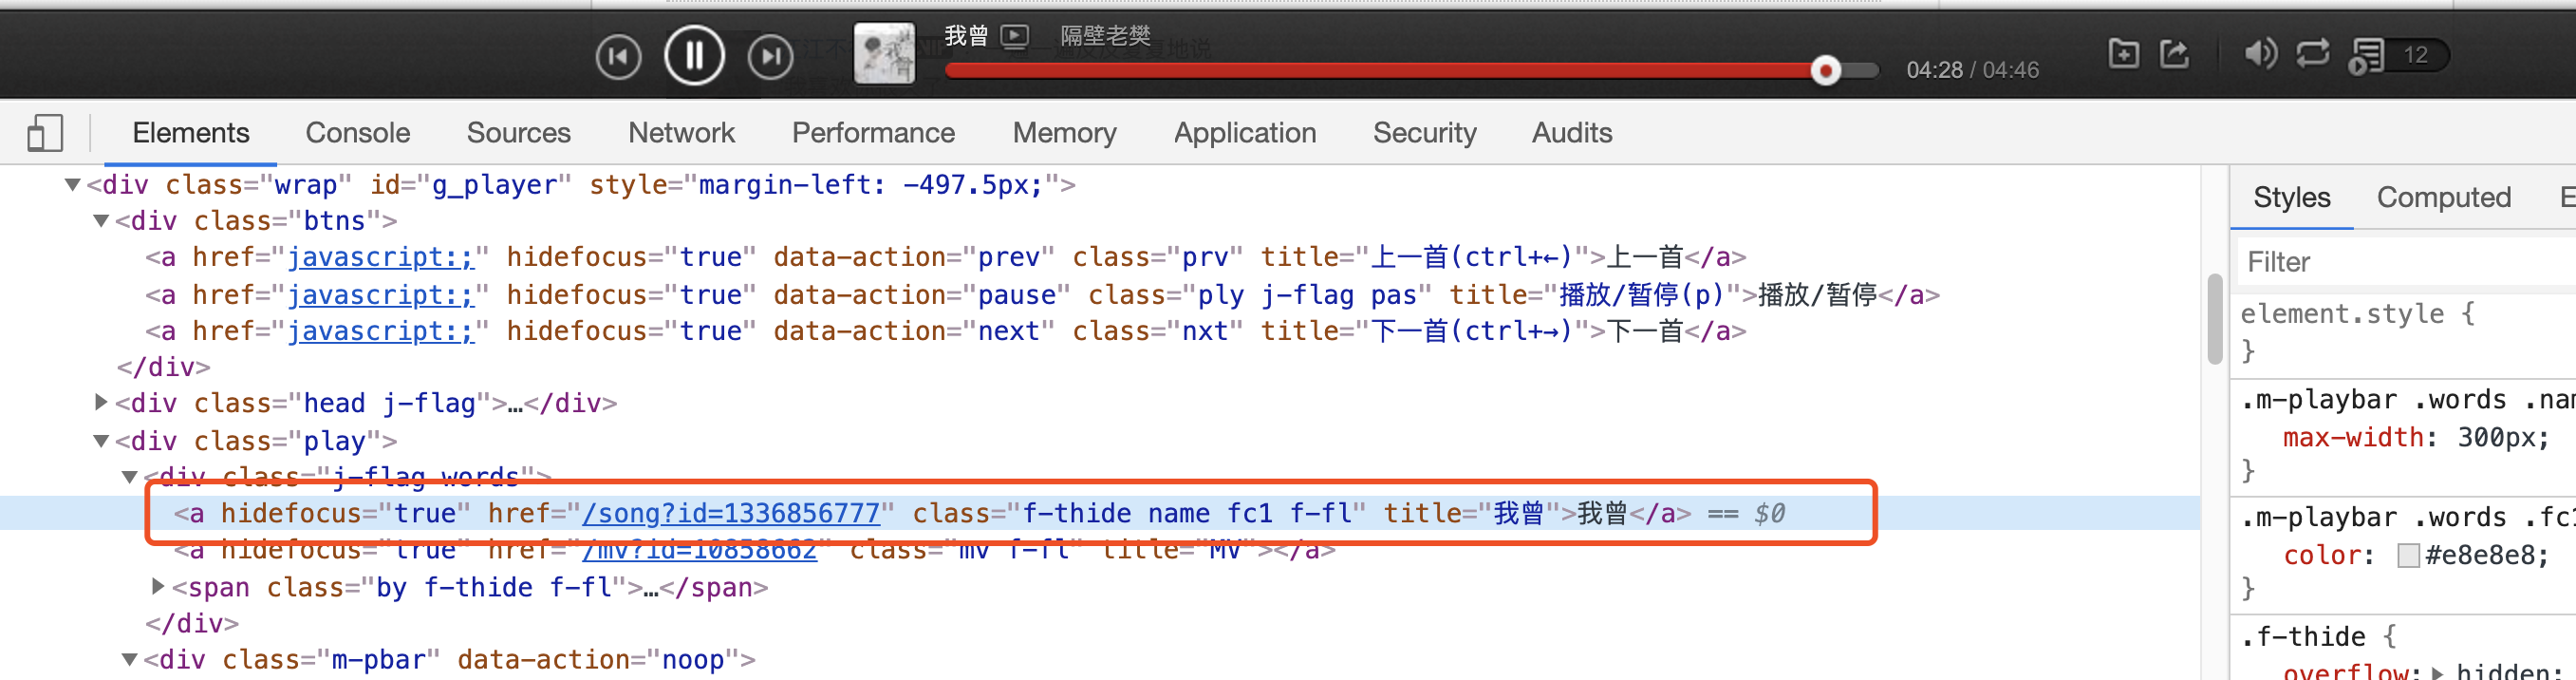 我曾 隔壁老樊
04:28 / 04:46
12
Elements Console Sources Network Performance Memory Application Security Audits
<div class="wrap" id="g_player" style="margin-left: -497.5px;">
<div class="btns">
<a href="javascript:;" hidefocus="true" data-action="prev" class="prv" title="上一首(ctrl+←)">上一首</a>
<a href="javascript:;" hidefocus="true" data-action="pause" class="ply j-flag pas" title="播放/暂停(p)">播放/暂停</a>
<a href="javascript:;" hidefocus="true" data-action="next" class="nxt" title="下一首(ctrl+→)">下一首</a>
</div>
<div class="head j-flag">…</div>
<div class="play">
<div class="j-flag words">
<a hidefocus="true" href="/song?id=1336856777" class="f-thide name fc1 f-fl" title="我曾">我曾</a> == $0
<a hidefocus="true" href="/mv?id=10858662" class="mv f-fl" title="MV"></a>
<span class="by f-thide f-fl">…</span>
</div>
<div class="m-pbar" data-action="noop">
Styles Computed E
Filter
element.style {
}
.m-playbar .words .nam
max-width: 300px;
}
.m-playbar .words .fc1
color: #e8e8e8;
}
.f-thide {
overflow: hidden;